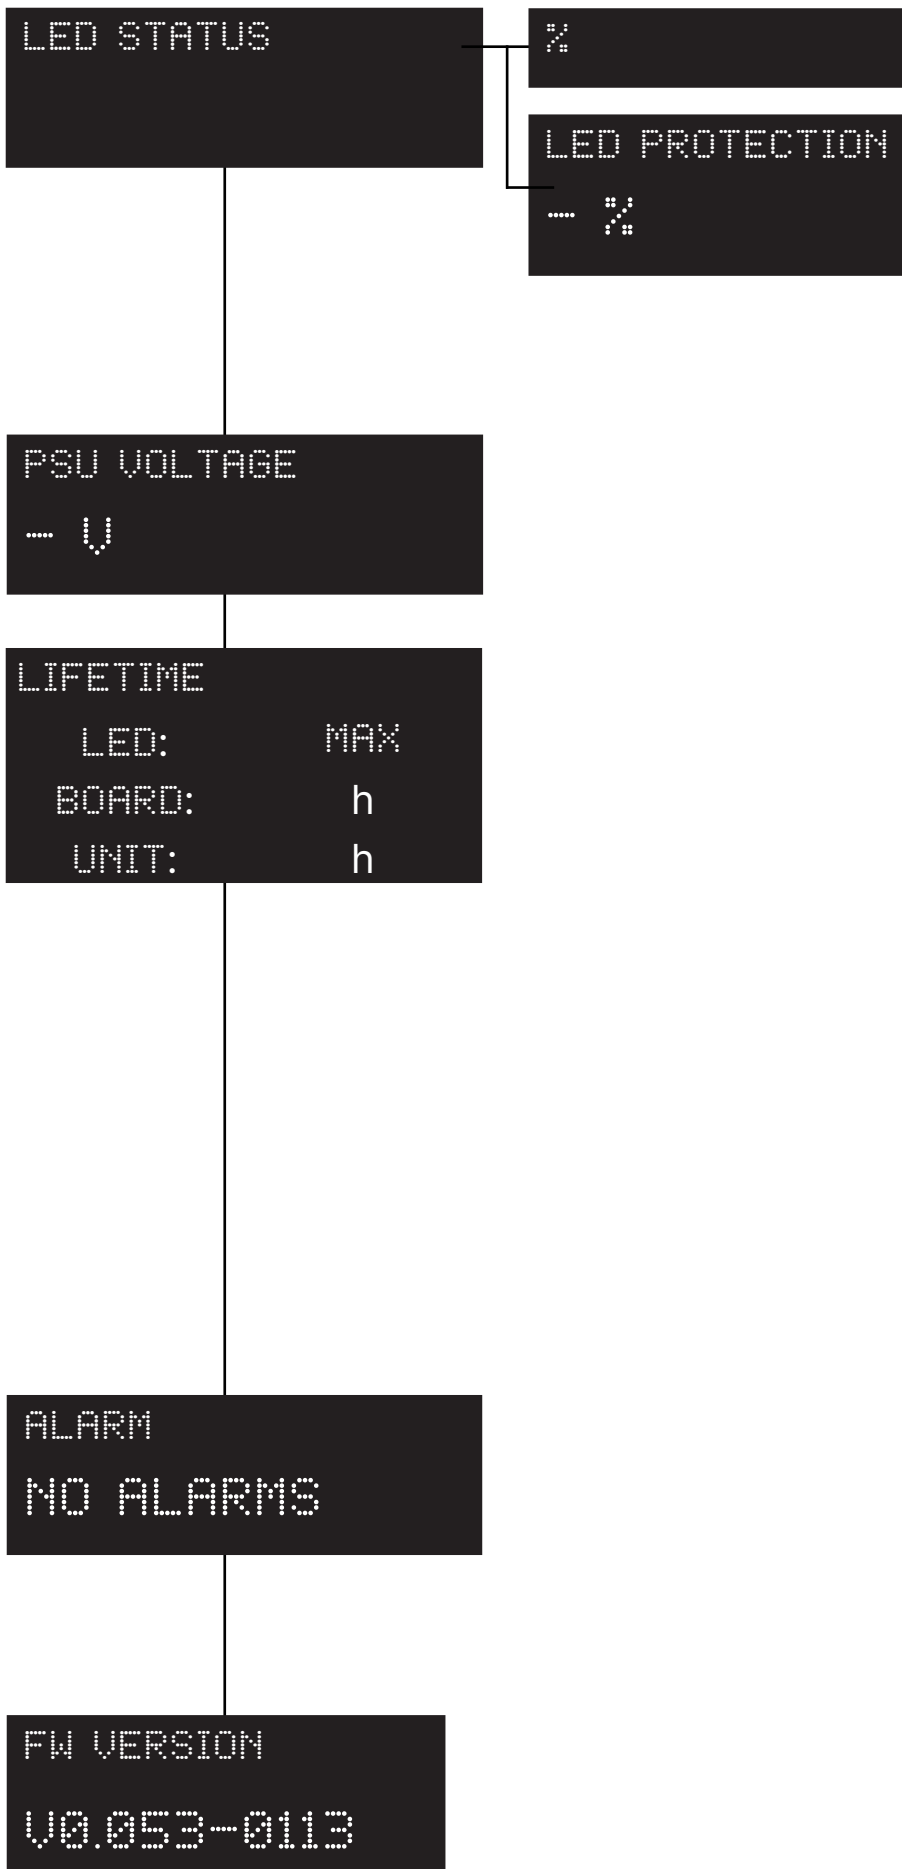 LED STATUS
%
LED PROTECTION
- %
PSU VOLTAGE
- V
LIFETIME
LED: MAX
BOARD: h
UNIT: h
ALARM
NO ALARMS
FW VERSION
V0.053-0113